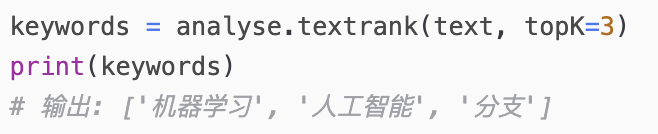 keywords = analyse.textrank(text, topK=3)
print(keywords)
# 输出: ['机器学习', '人工智能', '分支']